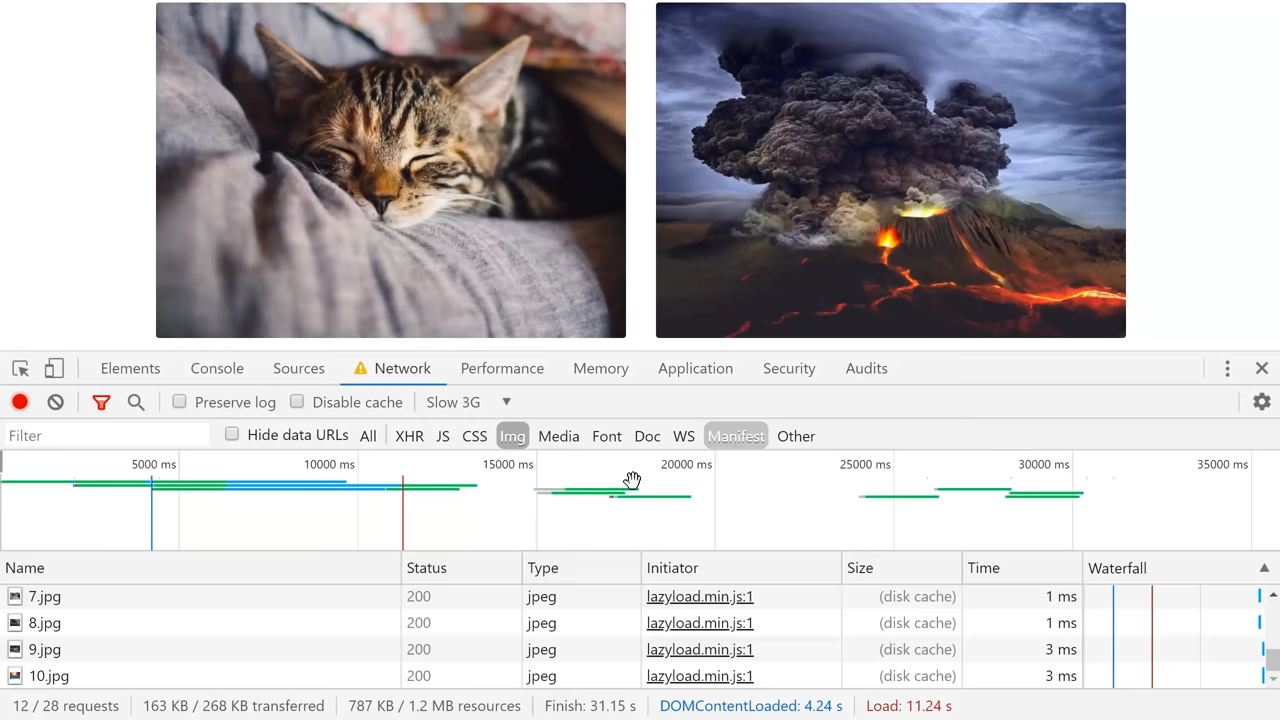 Elements Console Sources Network Performance Memory Application Security Audits
Preserve log Disable cache Slow 3G
Filter Hide data URLs All XHR JS CSS Img Media Font Doc WS Manifest Other
5000 ms 10000 ms 15000 ms 20000 ms 25000 ms 30000 ms 35000 ms
Name Status Type Initiator Size Time Waterfall
7.jpg 200 jpeg lazyload.min.js:1 (disk cache) 1 ms
8.jpg 200 jpeg lazyload.min.js:1 (disk cache) 1 ms
9.jpg 200 jpeg lazyload.min.js:1 (disk cache) 3 ms
10.jpg 200 jpeg lazyload.min.js:1 (disk cache) 3 ms
12 / 28 requests 163 KB / 268 KB transferred 787 KB / 1.2 MB resources Finish: 31.15 s DOMContentLoaded: 4.24 s Load: 11.24 s